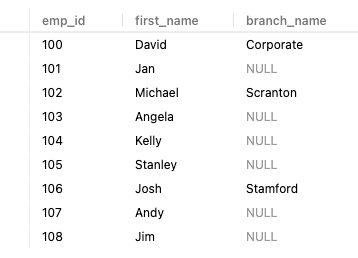 emp_id first_name branch_name
100 David Corporate
101 Jan NULL
102 Michael Scranton
103 Angela NULL
104 Kelly NULL
105 Stanley NULL
106 Josh Stamford
107 Andy NULL
108 Jim NULL